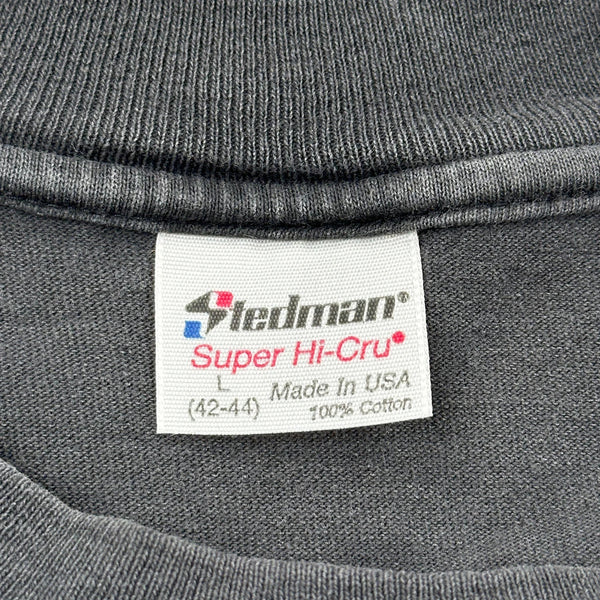 Stedman®
Super Hi-Cru®
L
(42-44)
Made In USA
100% Cotton